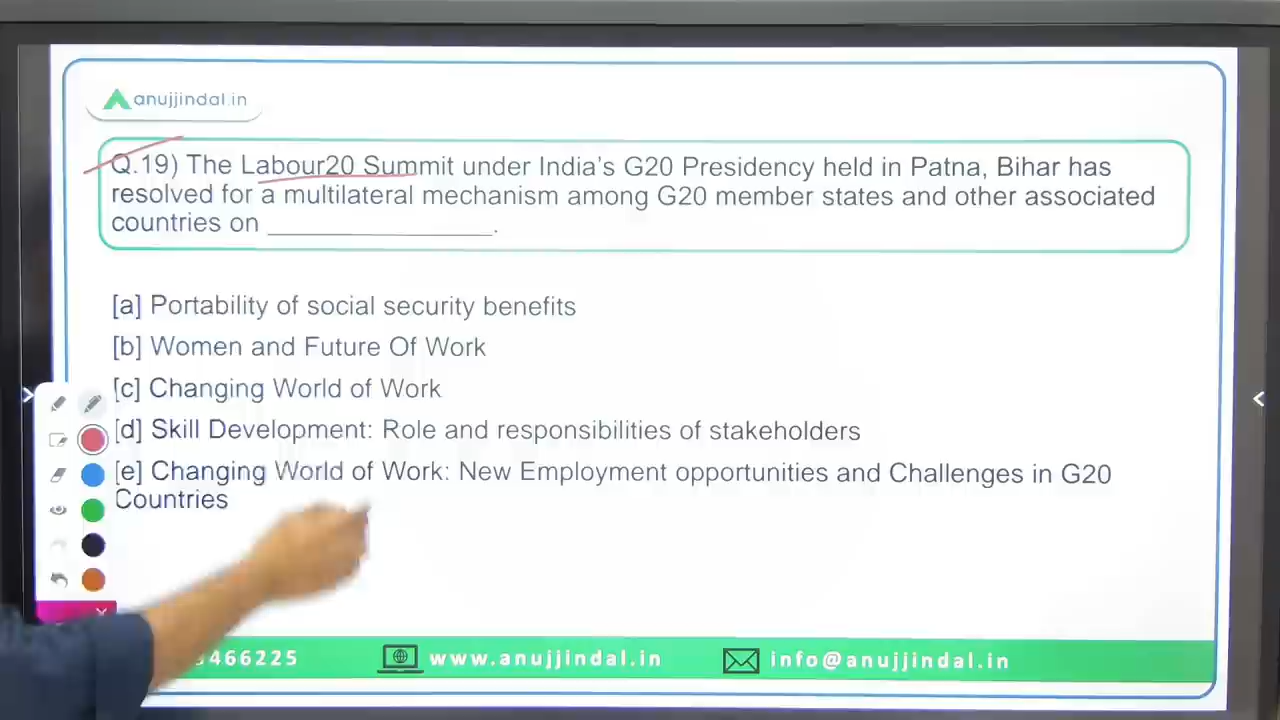 anujjindal.in
Q.19) The Labour20 Summit under India's G20 Presidency held in Patna, Bihar has
resolved for a multilateral mechanism among G20 member states and other associated
countries on _______________.
[a] Portability of social security benefits
[b] Women and Future Of Work
[c] Changing World of Work
[d] Skill Development: Role and responsibilities of stakeholders
[e] Changing World of Work: New Employment opportunities and Challenges in G20
Countries
466225
www.anujjindal.in
info@anujjindal.in